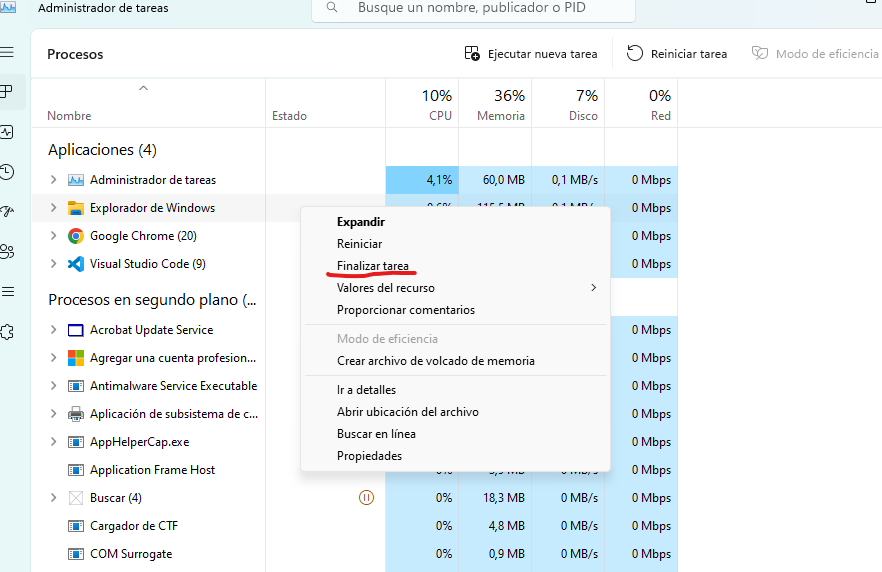 Administrador de tareas
Busque un nombre, publicador o PID
Procesos
Ejecutar nueva tarea
Reiniciar tarea
Modo de eficiencia
10% 36% 7% 0%
Nombre Estado CPU Memoria Disco Red
Aplicaciones (4)
Administrador de tareas 4,1% 60,0 MB 0,1 MB/s 0 Mbps
Explorador de Windows 0 Mbps
Google Chrome (20) 0 Mbps
Visual Studio Code (9) 0 Mbps
Procesos en segundo plano (...
Acrobat Update Service 0 Mbps
Agregar una cuenta profesion... 0 Mbps
Antimalware Service Executable 0 Mbps
Aplicación de subsistema de c... 0 Mbps
AppHelperCap.exe 0 Mbps
Application Frame Host 0 Mbps
Buscar (4) 0% 18,3 MB 0 MB/s 0 Mbps
Cargador de CTF 0% 4,8 MB 0 MB/s 0 Mbps
COM Surrogate 0% 0,9 MB 0 MB/s 0 Mbps
Expandir
Reiniciar
Finalizar tarea
Valores del recurso
Proporcionar comentarios
Modo de eficiencia
Crear archivo de volcado de memoria
Ir a detalles
Abrir ubicación del archivo
Buscar en línea
Propiedades